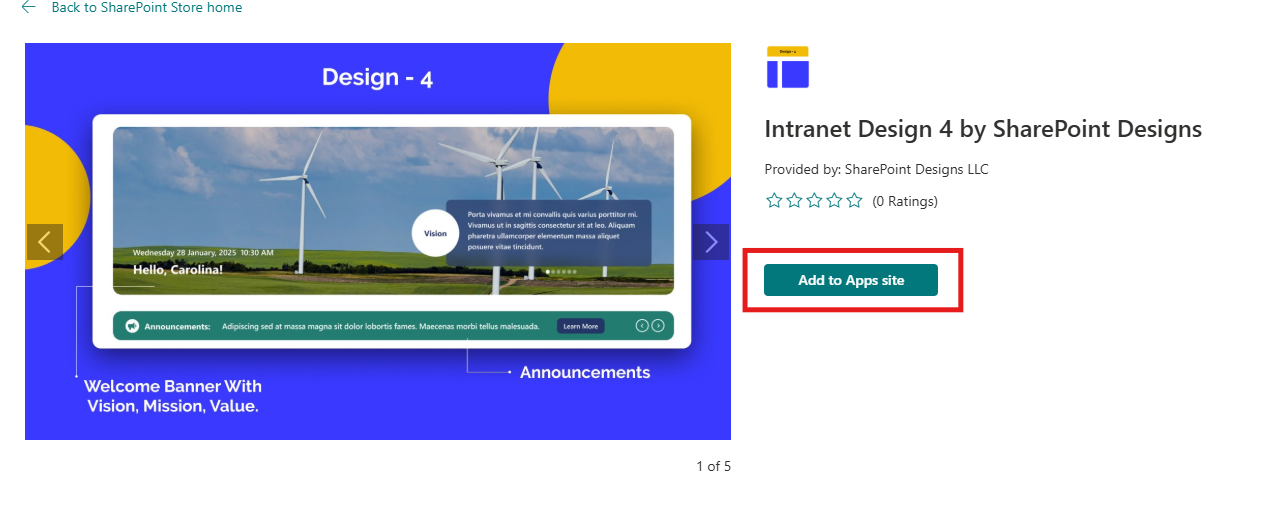 Back to SharePoint Store home
Design - 4
Porta vivamus et mi convallis quis varius porttitor mi.
Vivamus ut in sagittis consectetur sit at leo. Aliquam
pharetra ullamcorper elementum massa aliquet
posuere vitae tincidunt.
Vision
Wednesday 28 January, 2025 10:30 AM
Hello, Carolina!
Announcements: Adipiscing sed at massa magna sit dolor lobortis fames. Maecenas morbi tellus malesuada. Learn More
Announcements
Welcome Banner With
Vision, Mission, Value.
1 of 5
Design - 4
Intranet Design 4 by SharePoint Designs
Provided by: SharePoint Designs LLC
(0 Ratings)
Add to Apps site